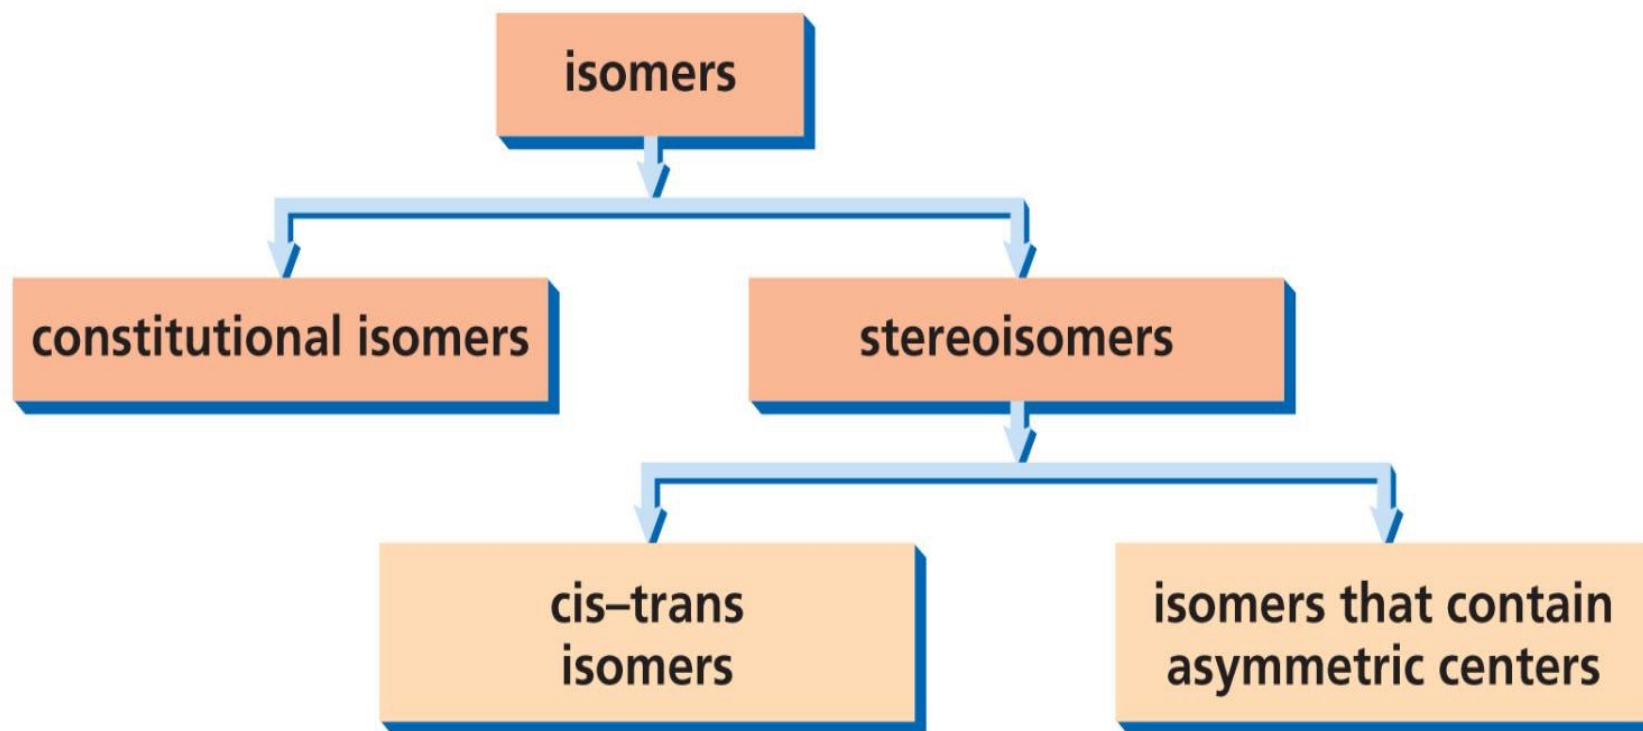 isomers
constitutional isomers
stereoisomers
cis–trans
isomers
isomers that contain
asymmetric centers